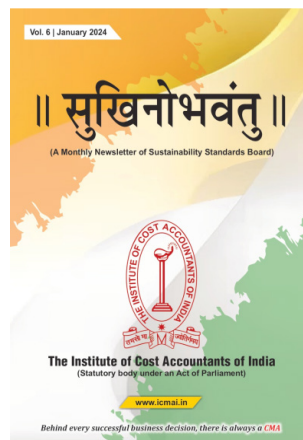 Vol. 6 | January 2024
॥ सुखिनोभवंतु ॥
(A Monthly Newsletter of Sustainability Standards Board)
THE INSTITUTE OF COST ACCOUNTANTS OF INDIA
तमसो मा ज्योतिर्गमय
The Institute of Cost Accountants of India
(Statutory body under an Act of Parliament)
www.icmai.in
Behind every successful business decision, there is always a CMA